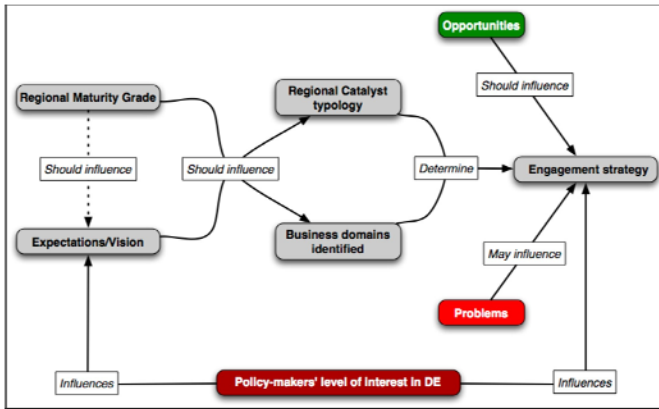 Opportunities
Should influence
Regional Maturity Grade
Regional Catalyst
typology
Should influence
Should influence
Determine
Engagement strategy
Expectations/Vision
Business domains
identified
May influence
Problems
Influences
Policy-makers' level of interest in DE
Influences